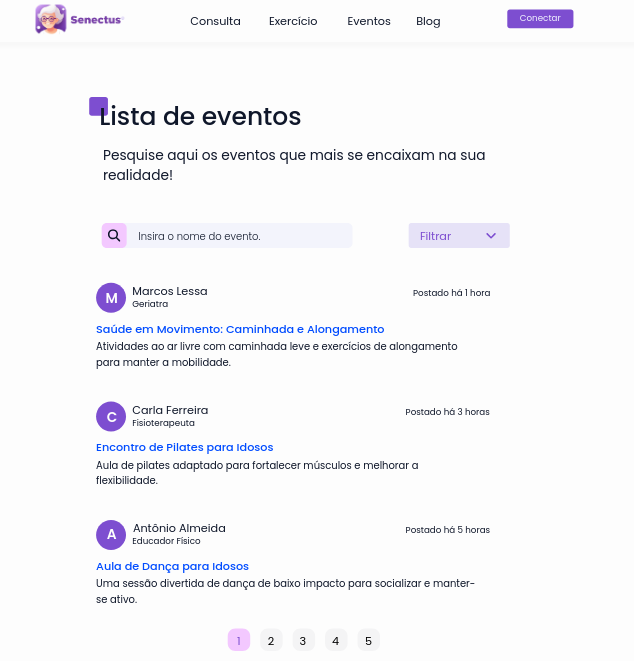 Senectus
Consulta Exercício Eventos Blog
Conectar
Lista de eventos
Pesquise aqui os eventos que mais se encaixam na sua
realidade!
Insira o nome do evento.
Filtrar
M
Marcos Lessa
Geriatra
Postado há 1 hora
Saúde em Movimento: Caminhada e Alongamento
Atividades ao ar livre com caminhada leve e exercícios de alongamento
para manter a mobilidade.
C
Carla Ferreira
Fisioterapeuta
Postado há 3 horas
Encontro de Pilates para Idosos
Aula de pilates adaptado para fortalecer músculos e melhorar a
flexibilidade.
A
Antônio Almeida
Educador Físico
Postado há 5 horas
Aula de Dança para Idosos
Uma sessão divertida de dança de baixo impacto para socializar e manter-
se ativo.
1 2 3 4 5